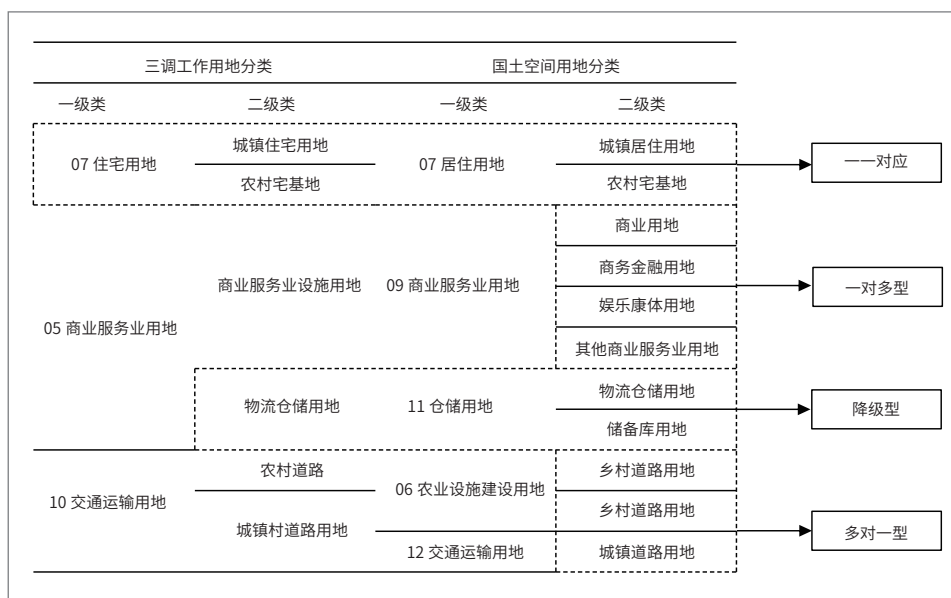 三调工作用地分类 国土空间用地分类
一级类 二级类 一级类 二级类
07 住宅用地 城镇住宅用地 07 居住用地 城镇居住用地 一一对应
农村宅基地 农村宅基地
商业用地
05 商业服务业用地 商业服务业设施用地 09 商业服务业用地 商务金融用地 一对多型
娱乐康体用地
其他商业服务业用地
物流仓储用地 11 仓储用地 物流仓储用地 降级型
储备库用地
10 交通运输用地 农村道路 06 农业设施建设用地 乡村道路用地
城镇村道路用地 乡村道路用地 多对一型
12 交通运输用地 城镇道路用地